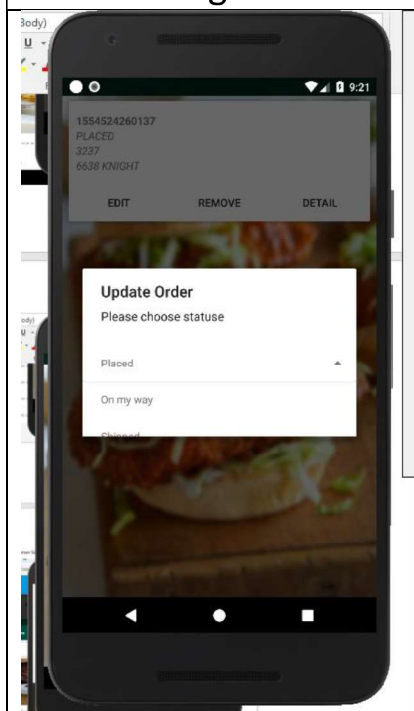 Body)
U
9:21
1554524260137
PLACED
3237
6638 KNIGHT
EDIT REMOVE DETAIL
Update Order
Please choose statuse
Placed
On my way
Shipped